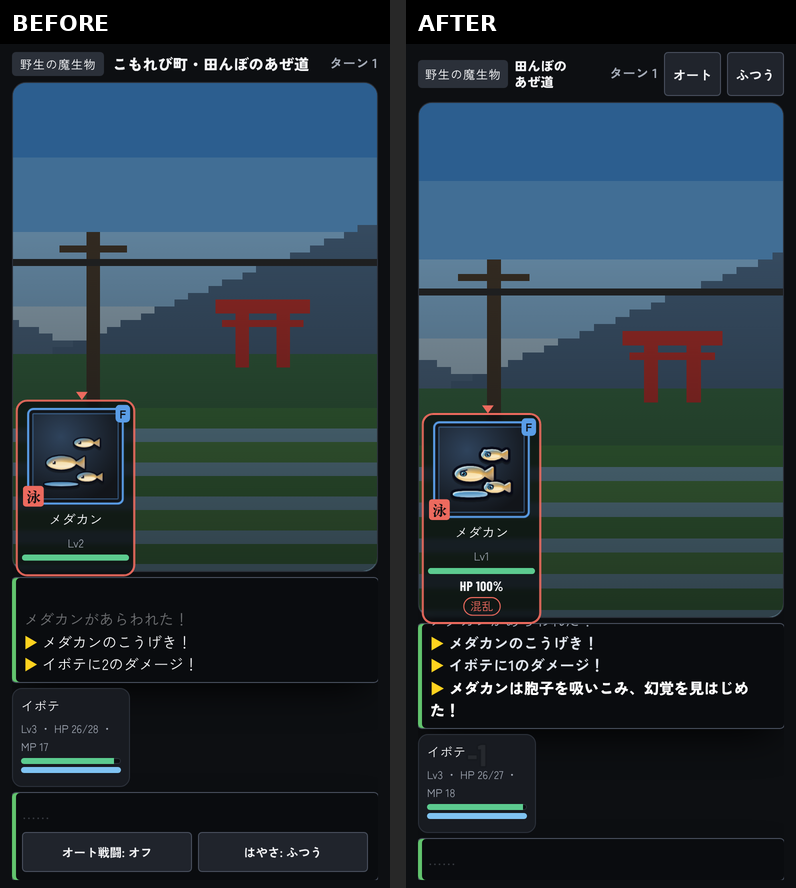 BEFORE
野生の魔生物 こもれび町・田んぼのあぜ道 ターン 1
F
泳
メダカン
Lv2
メダカンがあらわれた！
▶ メダカンのこうげき！
▶ イボテに2のダメージ！
イボテ
Lv3 ・ HP 26/28 ・
MP 17
……
オート戦闘: オフ はやさ: ふつう
AFTER
野生の魔生物 田んぼの
あぜ道 ターン 1 オート ふつう
F
泳
メダカン
Lv1
HP 100%
混乱
▶ メダカンのこうげき！
▶ イボテに1のダメージ！
▶ メダカンは胞子を吸いこみ、幻覚を見はじめ
た！
イボテ -1
Lv3 ・ HP 26/27 ・
MP 18
……